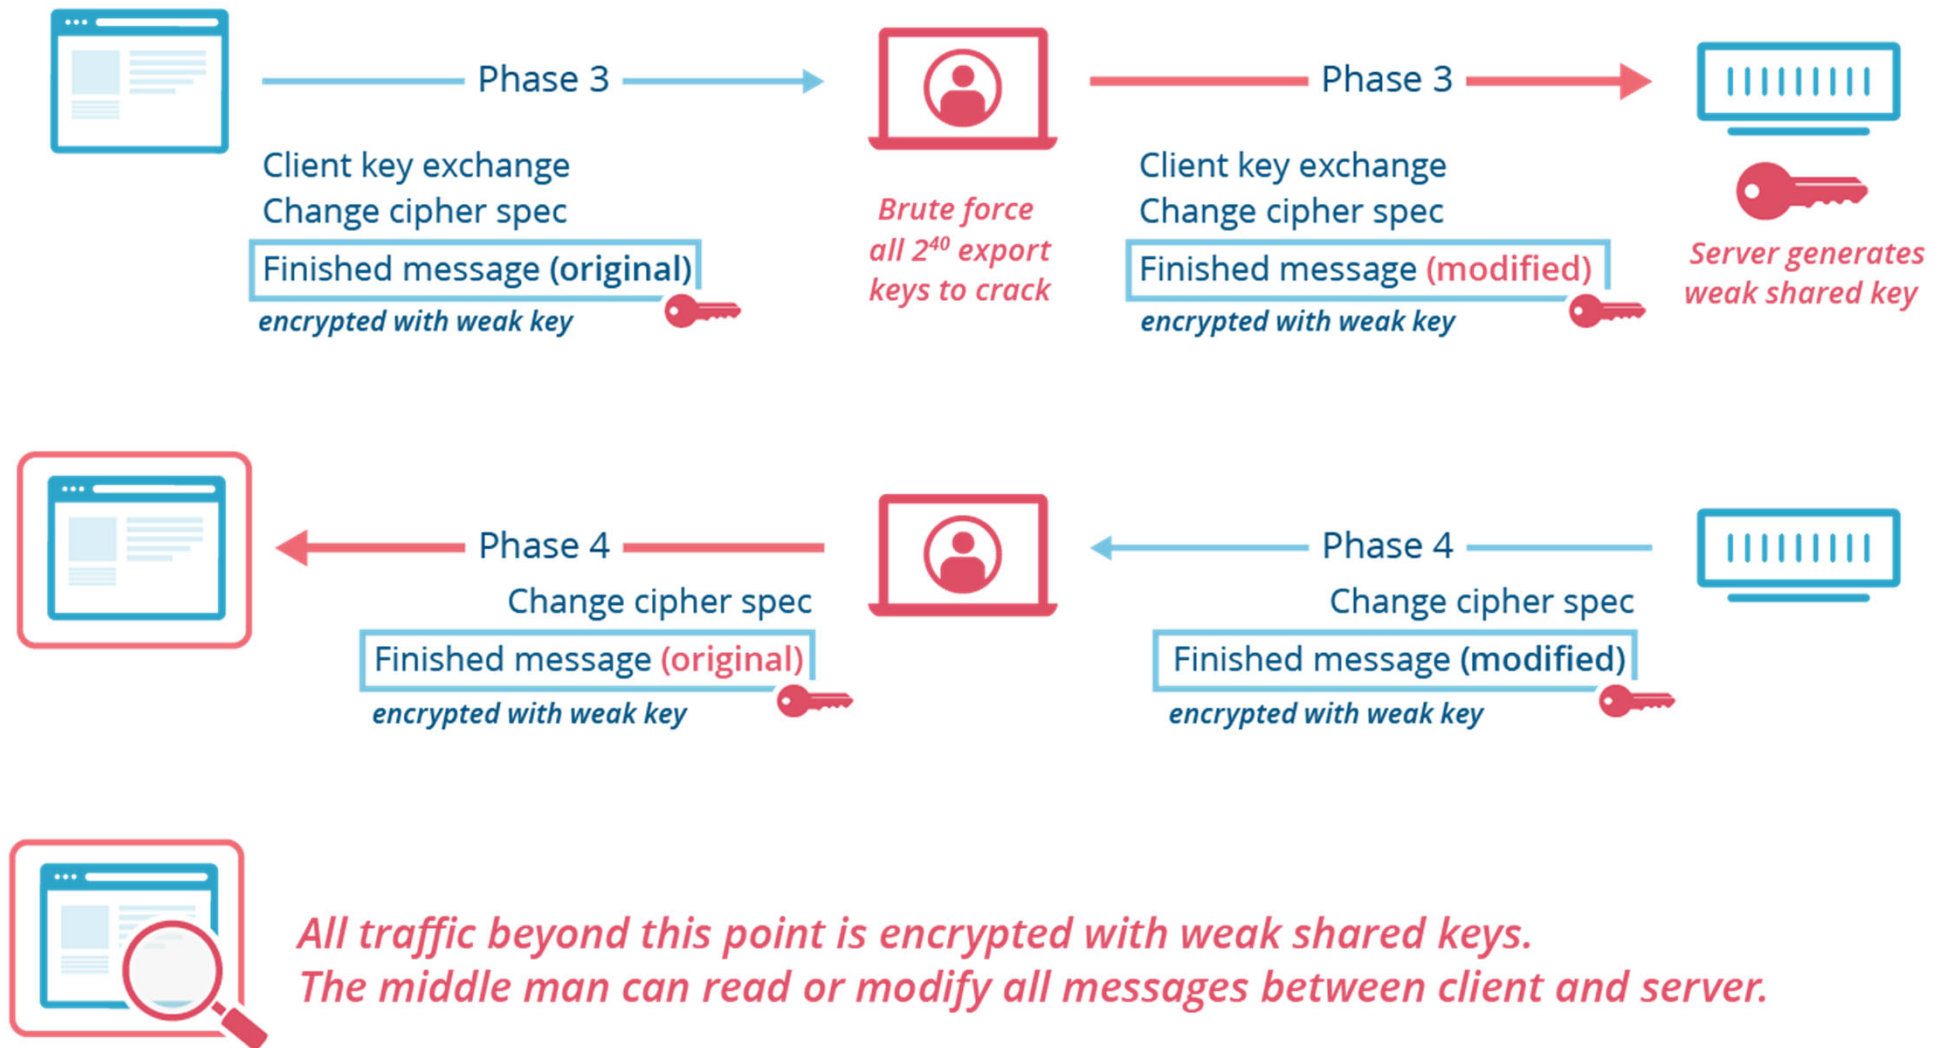 Phase 3
Phase 3
Client key exchange
Change cipher spec
Finished message (original)
encrypted with weak key
Brute force
all 2⁴⁰ export
keys to crack
Client key exchange
Change cipher spec
Finished message (modified)
encrypted with weak key
Server generates
weak shared key
Phase 4
Change cipher spec
Finished message (original)
encrypted with weak key
Phase 4
Change cipher spec
Finished message (modified)
encrypted with weak key
All traffic beyond this point is encrypted with weak shared keys.
The middle man can read or modify all messages between client and server.